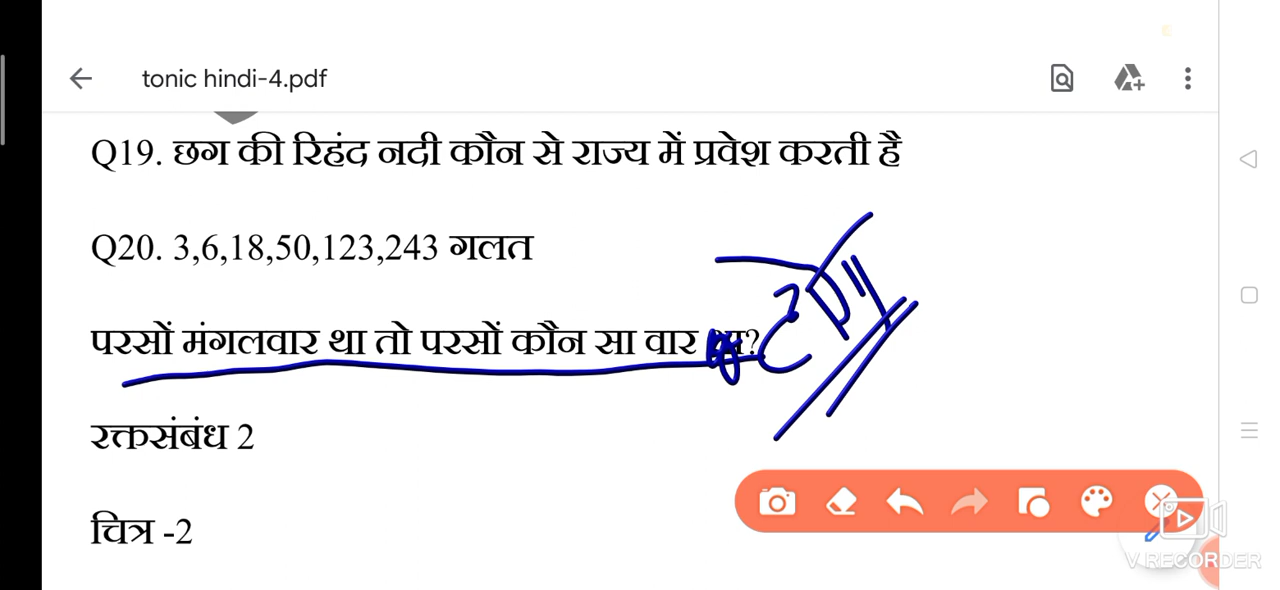 tonic hindi-4.pdf
Q19. छग की रिहंद नदी कौन से राज्य में प्रवेश करती है
Q20. 3,6,18,50,123,243 गलत
परसों मंगलवार था तो परसों कौन सा वार ?
रक्तसंबंध 2
चित्र -2
V RECORDER